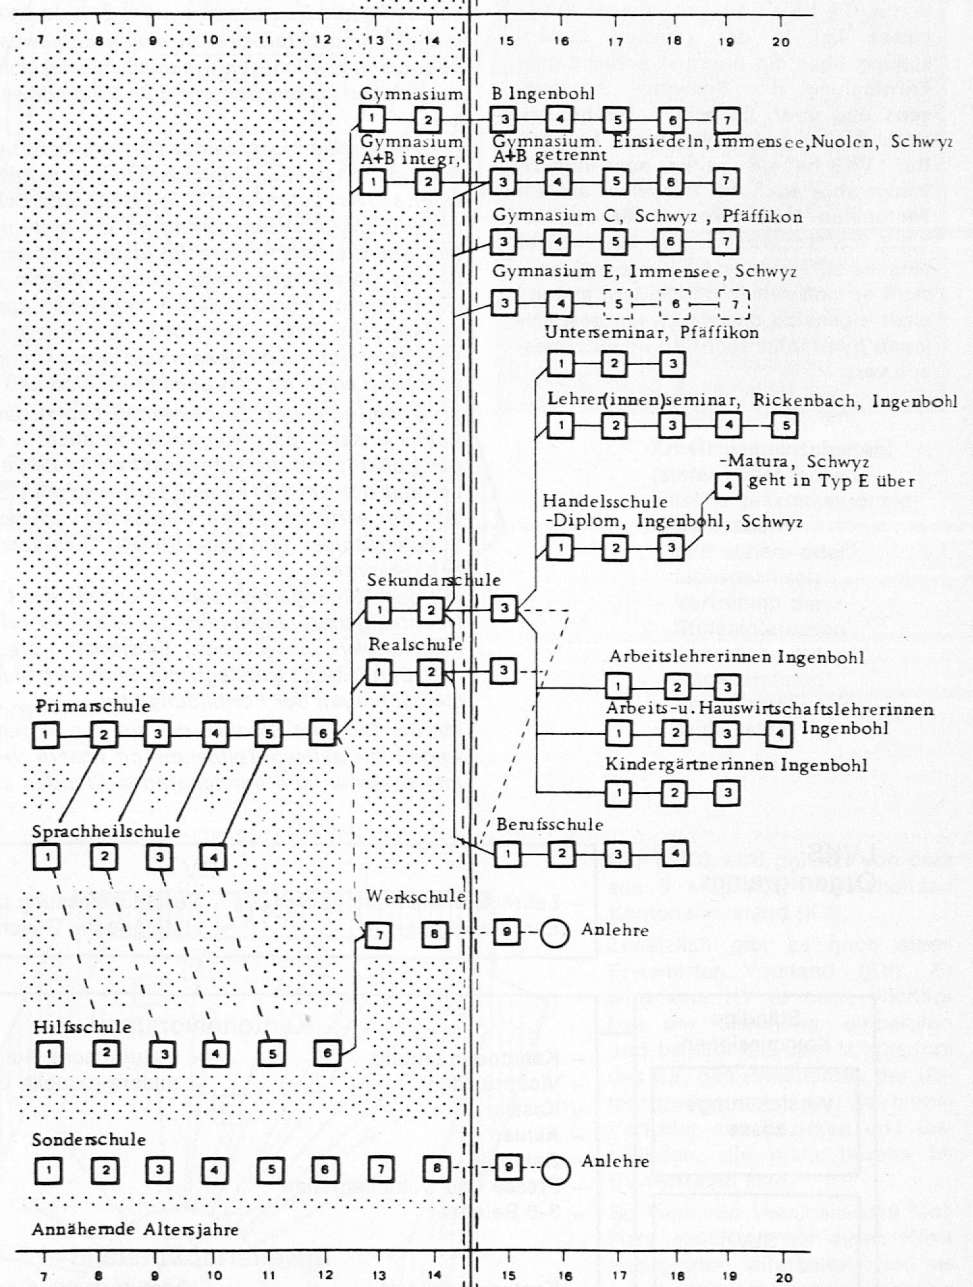 7 8 9 10 11 12 13 14 15 16 17 18 19 20
Gymnasium B Ingenbohl
1 2 3 4 5 6 7
Gymnasium Gymnasium. Einsiedeln, Immensee, Nuolen, Schwyz
A+B integr, A+B getrennt
1 2 3 4 5 6 7
Gymnasium C, Schwyz, Pfäffikon
3 4 5 6 7
Gymnasium E, Immensee, Schwyz
3 4 5 6 7
Unterseminar, Pfäffikon
1 2 3
Lehrer(innen)seminar, Rickenbach, Ingenbohl
1 2 3 4 5
-Matura, Schwyz
4 geht in Typ E über
Handelsschule
-Diplom, Ingenbohl, Schwyz
1 2 3
Sekundarschule
1 2 3
Realschule
1 2 3
Arbeitslehrerinnen Ingenbohl
1 2 3
Arbeits-u. Hauswirtschaftslehrerinnen
1 2 3 4 Ingenbohl
Primarschule
1 2 3 4 5 6
Kindergärtnerinnen Ingenbohl
1 2 3
Sprachheilschule
1 2 3 4
Berufsschule
1 2 3 4
Werkschule
7 8 9 Anlehre
Hilfsschule
1 2 3 4 5 6
Sonderschule
1 2 3 4 5 6 7 8 9 Anlehre
Annähernde Altersjahre
7 8 9 10 11 12 13 14 15 16 17 18 19 20